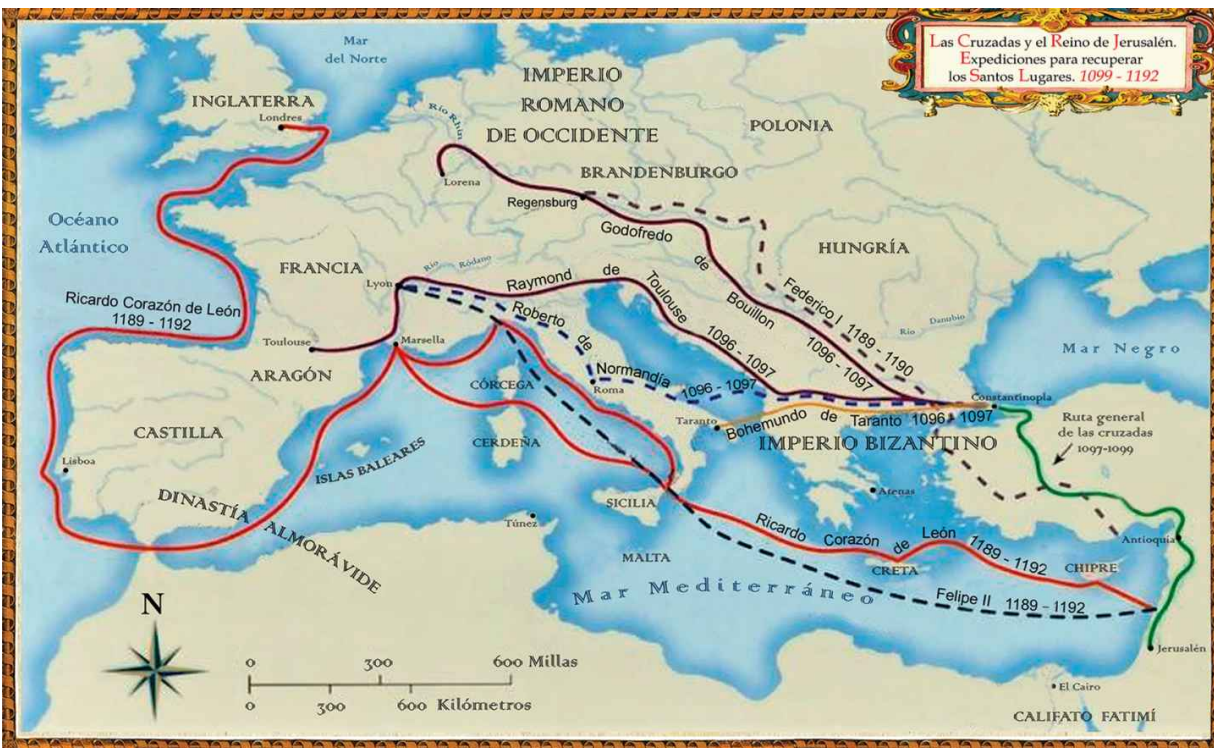 Las Cruzadas y el Reino de Jerusalén.
Expediciones para recuperar
los Santos Lugares. 1099 - 1192
Mar
del Norte
IMPERIO
ROMANO
DE OCCIDENTE
INGLATERRA
Londres
Río Rhin
POLONIA
BRANDENBURGO
Lorena
Regensburg
Océano
Atlántico
Godofredo de Bouillon 1096 - 1097
HUNGRÍA
FRANCIA
Río Ródano
Lyon
Raymond de Toulouse 1096 - 1097
Federico I 1189 - 1190
Ricardo Corazón de León
1189 - 1192
Roberto de Normandía 1096 - 1097
Río Danubio
Toulouse
Marsella
Mar Negro
ARAGÓN
CÓRCEGA
Roma
Constantinopla
Taranto
Bohemundo de Taranto 1096 - 1097
Ruta general
de las cruzadas
1097-1099
CASTILLA
CERDEÑA
IMPERIO BIZANTINO
Lisboa
ISLAS BALEARES
DINASTÍA ALMORÁVIDE
SICILIA
Atenas
Túnez
Ricardo Corazón de León 1189 - 1192
Antioquía
MALTA
CRETA
CHIPRE
Mar Mediterráneo
Felipe II 1189 - 1192
N
Jerusalén
0 300 600 Millas
0 300 600 Kilómetros
El Cairo
CALIFATO FATIMÍ